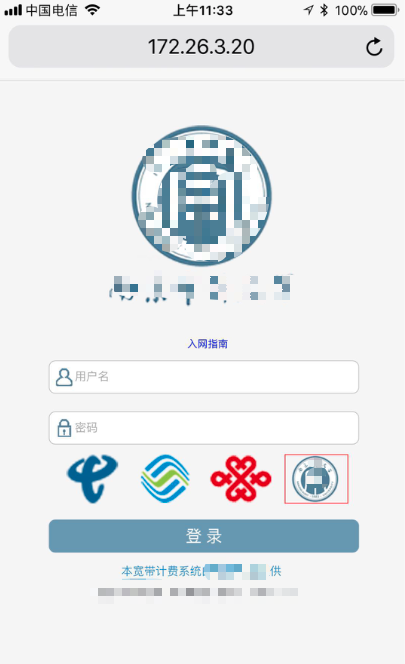 中国电信 上午11:33 100%
172.26.3.20
入网指南
用户名
密码
登 录
本宽带计费系统 供